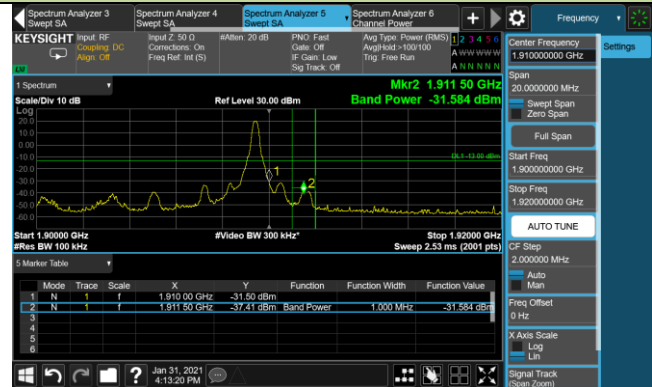 Spectrum Analyzer 3
Swept SA
Spectrum Analyzer 4
Swept SA
Spectrum Analyzer 5
Swept SA
Spectrum Analyzer 6
Channel Power
+
Frequency
Settings
KEYSIGHT
Input: RF
Coupling: DC
Align: Off
Input Z: 50 Ω
Corrections: On
Freq Ref: Int (S)
#Atten: 20 dB
PNO: Fast
Gate: Off
IF Gain: Low
Sig Track: Off
Avg Type: Power (RMS)
Avg|Hold:>100/100
Trig: Free Run
1 2 3 4 5 6
A W W W W W
A N N N N N
1 Spectrum
Scale/Div 10 dB
Log
Ref Level 30.00 dBm
Mkr2 1.911 50 GHz
Band Power -31.584 dBm
20.0
10.0
0.00
-10.0
-20.0
-30.0
-40.0
-50.0
-60.0
DL1 -13.00 dBm
1
2
Start 1.90000 GHz
#Res BW 100 kHz
#Video BW 300 kHz*
Stop 1.92000 GHz
Sweep 2.53 ms (2001 pts)
5 Marker Table
Mode Trace Scale X Y Function Function Width Function Value
1 N 1 f 1.910 00 GHz -31.50 dBm
2 N 1 f 1.911 50 GHz -37.41 dBm Band Power 1.000 MHz -31.584 dBm
3
4
5
6
Center Frequency
1.910000000 GHz
Span
20.0000000 MHz
Swept Span
Zero Span
Full Span
Start Freq
1.900000000 GHz
Stop Freq
1.920000000 GHz
AUTO TUNE
CF Step
2.000000 MHz
Auto
Man
Freq Offset
0 Hz
X Axis Scale
Log
Lin
Signal Track
(Span Zoom)
?
Jan 31, 2021
4:13:20 PM